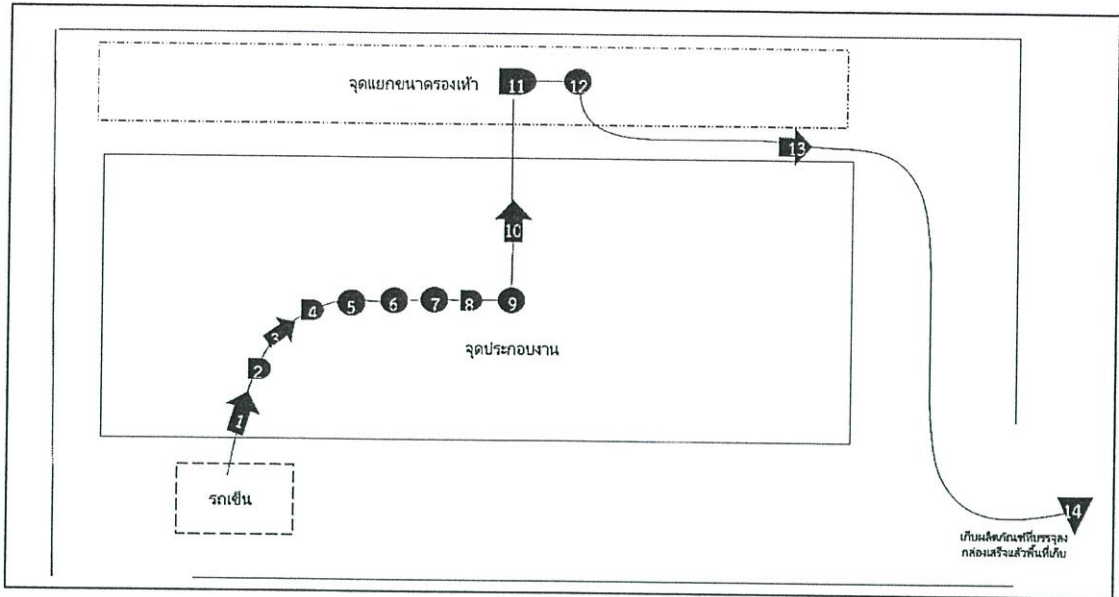 จุดแยกขนาดรองเท้า
11
12
13
10
4
5
6
7
8
9
3
จุดประกอบงาน
2
1
รถเข็น
14
เก็บผลิตภัณฑ์ที่บรรจุลง
กล่องเสร็จแล้วพื้นที่เก็บ